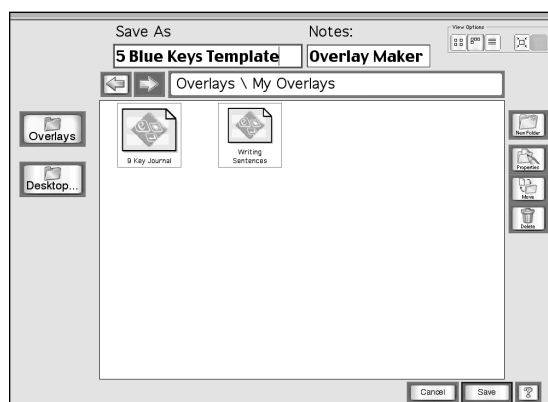 Save As
Notes:
View Options
5 Blue Keys Template
Overlay Maker
Overlays \ My Overlays
Overlays
Desktop...
9 Key Journal
Writing
Sentences
New Folder
Properties
Move
Delete
Cancel
Save
?